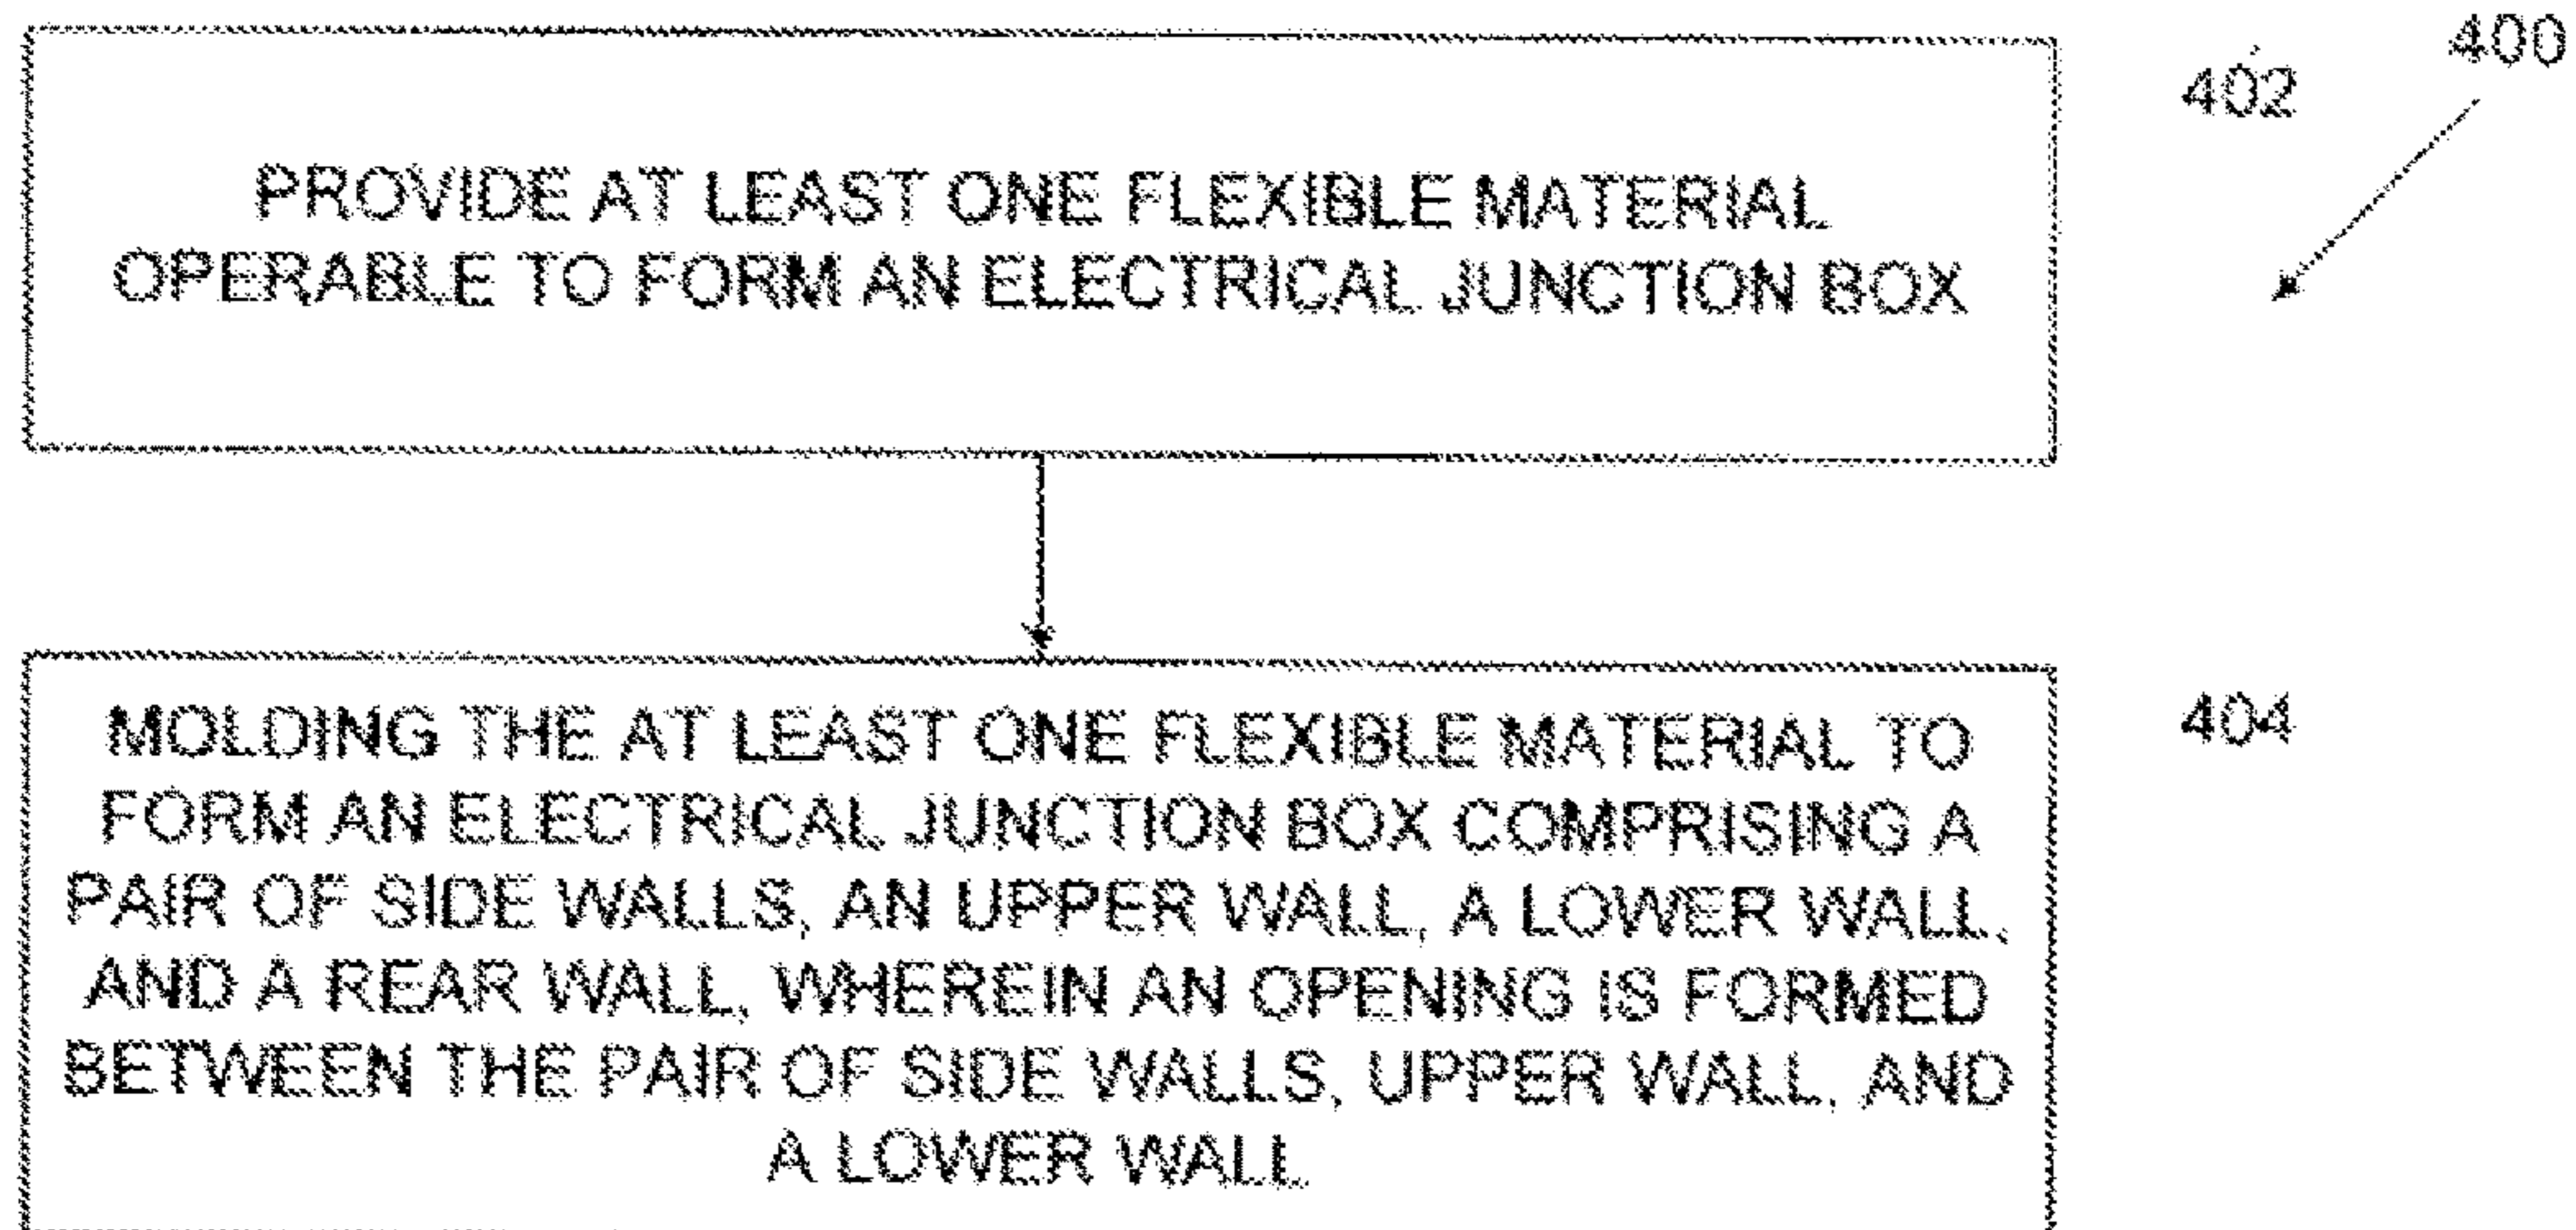 400
402
PROVIDE AT LEAST ONE FLEXIBLE MATERIAL
OPERABLE TO FORM AN ELECTRICAL JUNCTION BOX
404
MOLDING THE AT LEAST ONE FLEXIBLE MATERIAL TO
FORM AN ELECTRICAL JUNCTION BOX COMPRISING A
PAIR OF SIDE WALLS, AN UPPER WALL, A LOWER WALL,
AND A REAR WALL, WHEREIN AN OPENING IS FORMED
BETWEEN THE PAIR OF SIDE WALLS, UPPER WALL, AND
A LOWER WALL